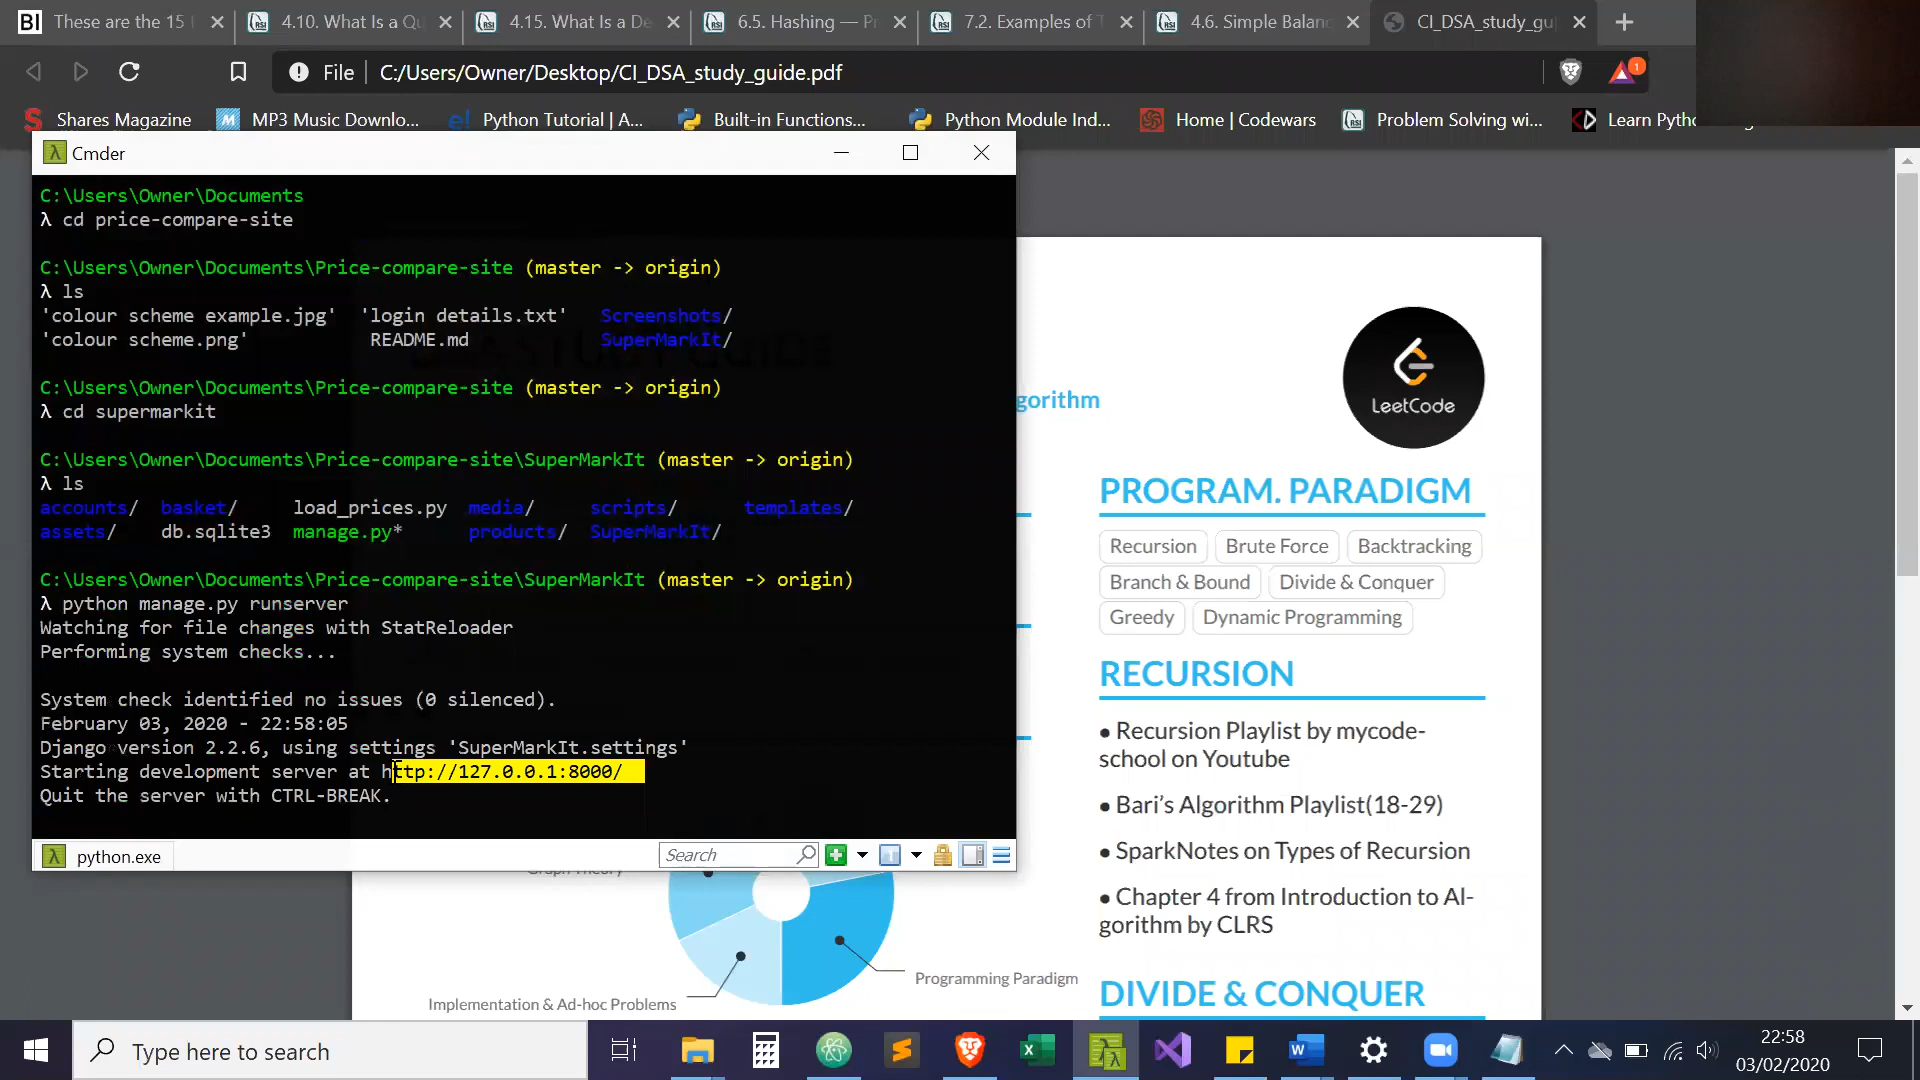 These are the 15
4.10. What Is a Qu
4.15. What Is a De
6.5. Hashing — Pr
7.2. Examples of T
4.6. Simple Balanc
CI_DSA_study_gu
File
C:/Users/Owner/Desktop/CI_DSA_study_guide.pdf
1
Shares Magazine
MP3 Music Downlo...
Python Tutorial | A...
Built-in Functions...
Python Module Ind...
Home | Codewars
Problem Solving wi...
Learn Pytho
Cmder
C:\Users\Owner\Documents
λ cd price-compare-site
C:\Users\Owner\Documents\Price-compare-site (master -> origin)
λ ls
'colour scheme example.jpg' 'login details.txt' Screenshots/
'colour scheme.png' README.md SuperMarkIt/
C:\Users\Owner\Documents\Price-compare-site (master -> origin)
λ cd supermarkit
C:\Users\Owner\Documents\Price-compare-site\SuperMarkIt (master -> origin)
λ ls
accounts/ basket/ load_prices.py media/ scripts/ templates/
assets/ db.sqlite3 manage.py* products/ SuperMarkIt/
C:\Users\Owner\Documents\Price-compare-site\SuperMarkIt (master -> origin)
λ python manage.py runserver
Watching for file changes with StatReloader
Performing system checks...
System check identified no issues (0 silenced).
February 03, 2020 - 22:58:05
Django version 2.2.6, using settings 'SuperMarkIt.settings'
Starting development server at http://127.0.0.1:8000/
Quit the server with CTRL-BREAK.
python.exe
Search
gorithm
LeetCode
PROGRAM. PARADIGM
Recursion Brute Force Backtracking
Branch & Bound Divide & Conquer
Greedy Dynamic Programming
RECURSION
● Recursion Playlist by mycode-
school on Youtube
● Bari's Algorithm Playlist(18-29)
● SparkNotes on Types of Recursion
● Chapter 4 from Introduction to Al-
gorithm by CLRS
DIVIDE & CONQUER
Graph Theory
Programming Paradigm
Implementation & Ad-hoc Problems
Type here to search
22:58
03/02/2020